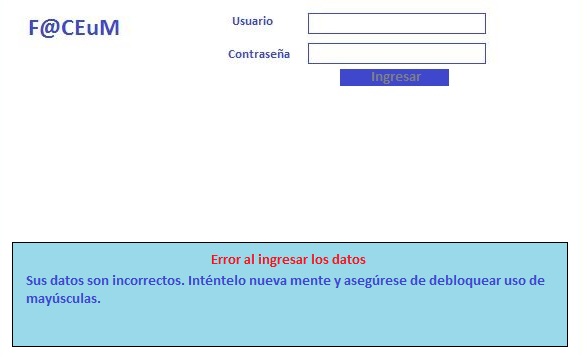 F@CEuM
Usuario
Contraseña
Ingresar
Error al ingresar los datos
Sus datos son incorrectos. Inténtelo nueva mente y asegúrese de debloquear uso de
mayúsculas.